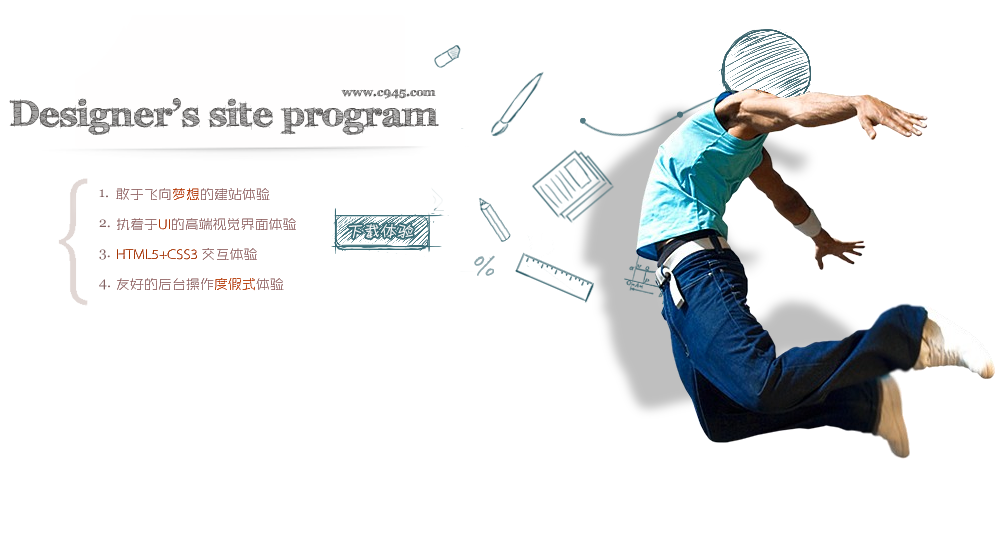 www.c945.com
Designer's site program
1. 敢于飞向梦想的建站体验
2. 执着于UI的高端视觉界面体验
3. HTML5+CSS3 交互体验
4. 友好的后台操作度假式体验
下载体验
%